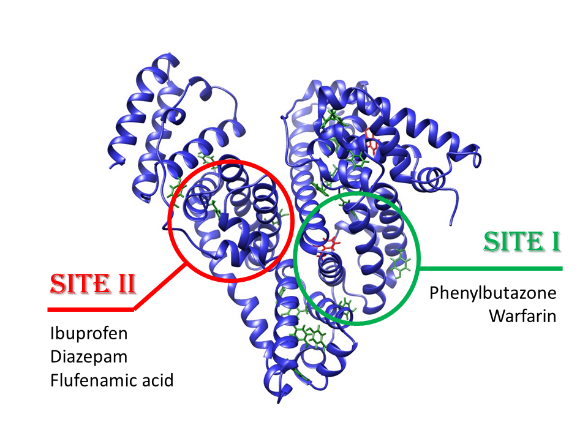 SITE I
Phenylbutazone
Warfarin
SITE II
Ibuprofen
Diazepam
Flufenamic acid